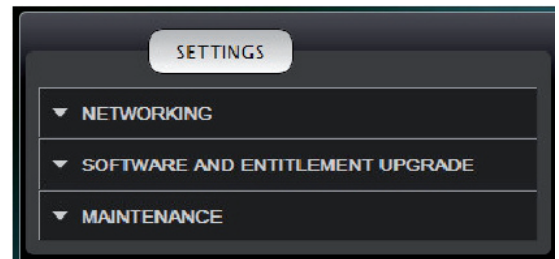 SETTINGS
NETWORKING
SOFTWARE AND ENTITLEMENT UPGRADE
MAINTENANCE